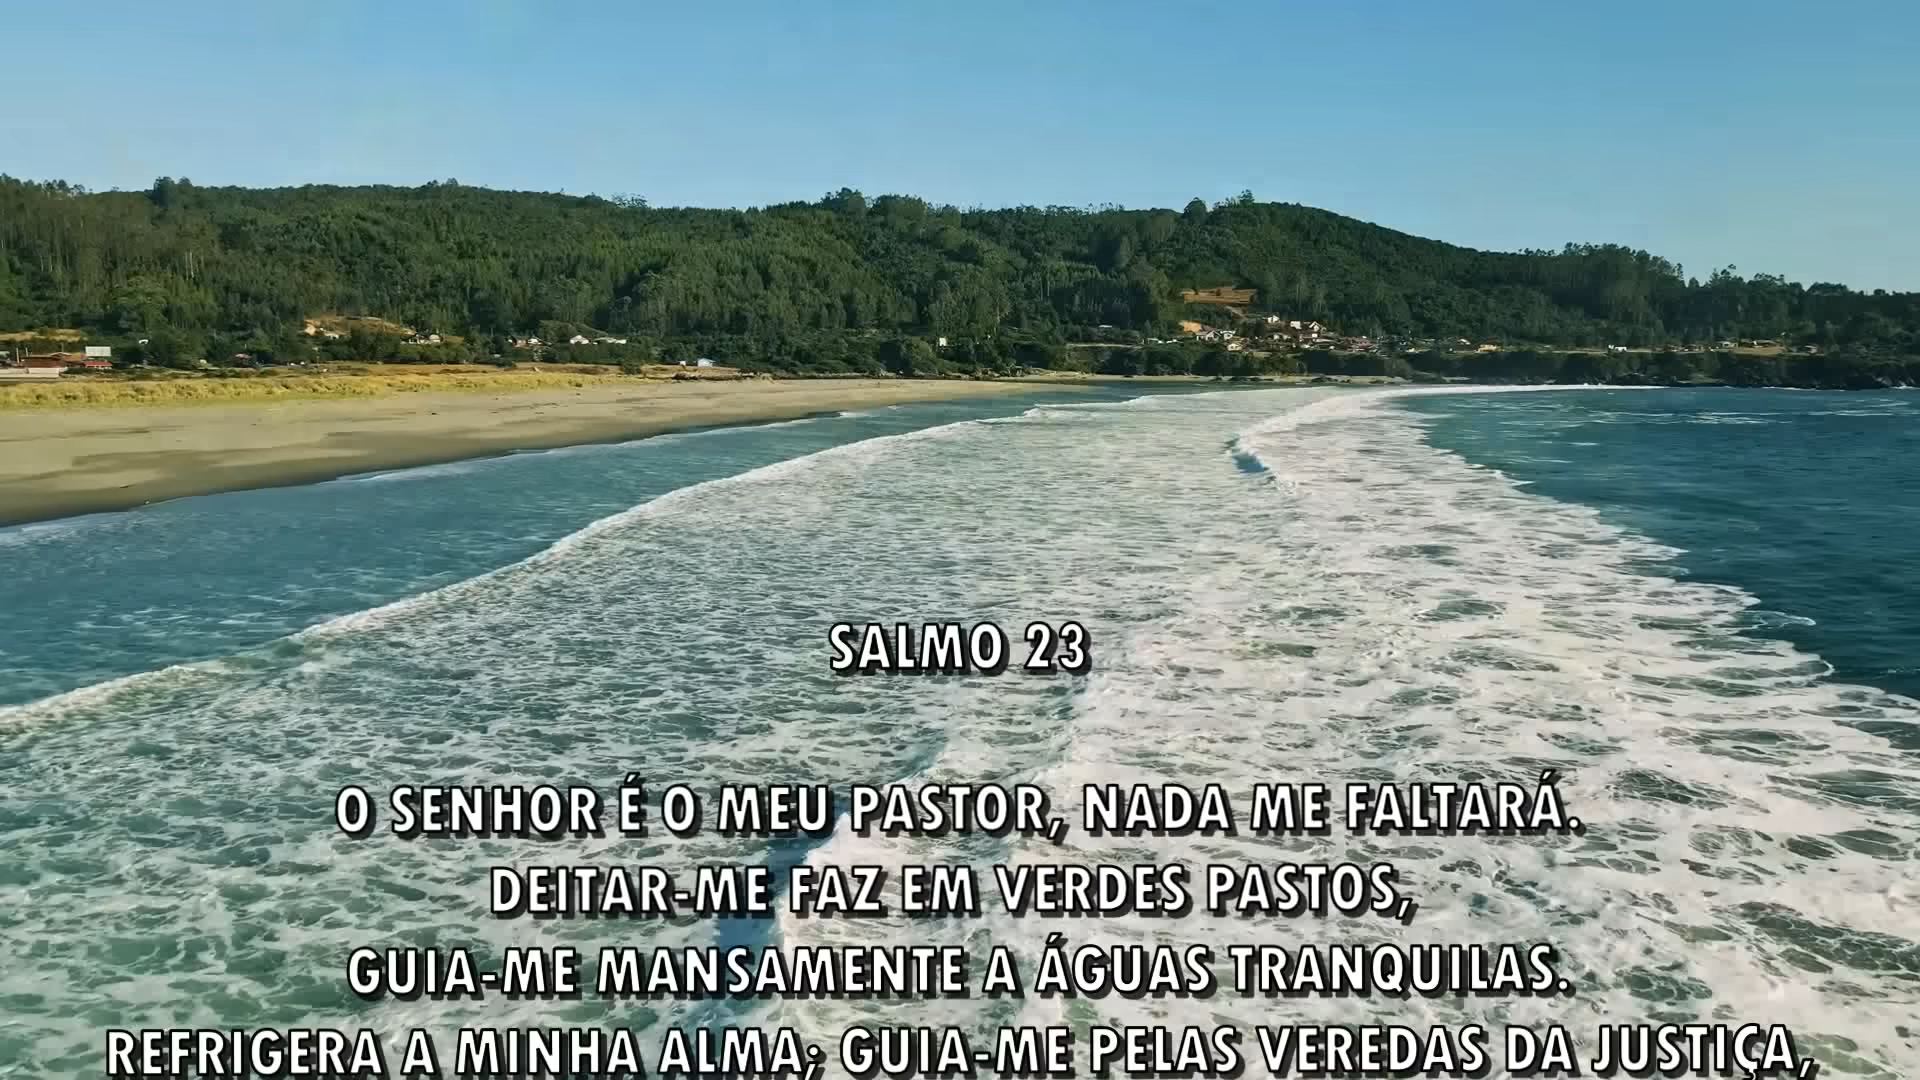 SALMO 23
O SENHOR É O MEU PASTOR, NADA ME FALTARÁ.
DEITAR-ME FAZ EM VERDES PASTOS,
GUIA-ME MANSAMENTE A ÁGUAS TRANQUILAS.
REFRIGERA A MINHA ALMA; GUIA-ME PELAS VEREDAS DA JUSTIÇA,